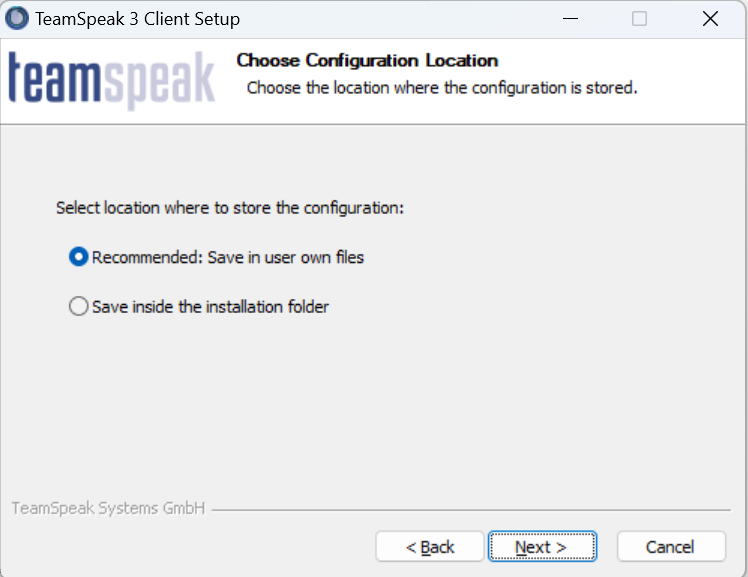 TeamSpeak 3 Client Setup
teamspeak
Choose Configuration Location
Choose the location where the configuration is stored.
Select location where to store the configuration:
Recommended: Save in user own files
Save inside the installation folder
TeamSpeak Systems GmbH
< Back
Next >
Cancel